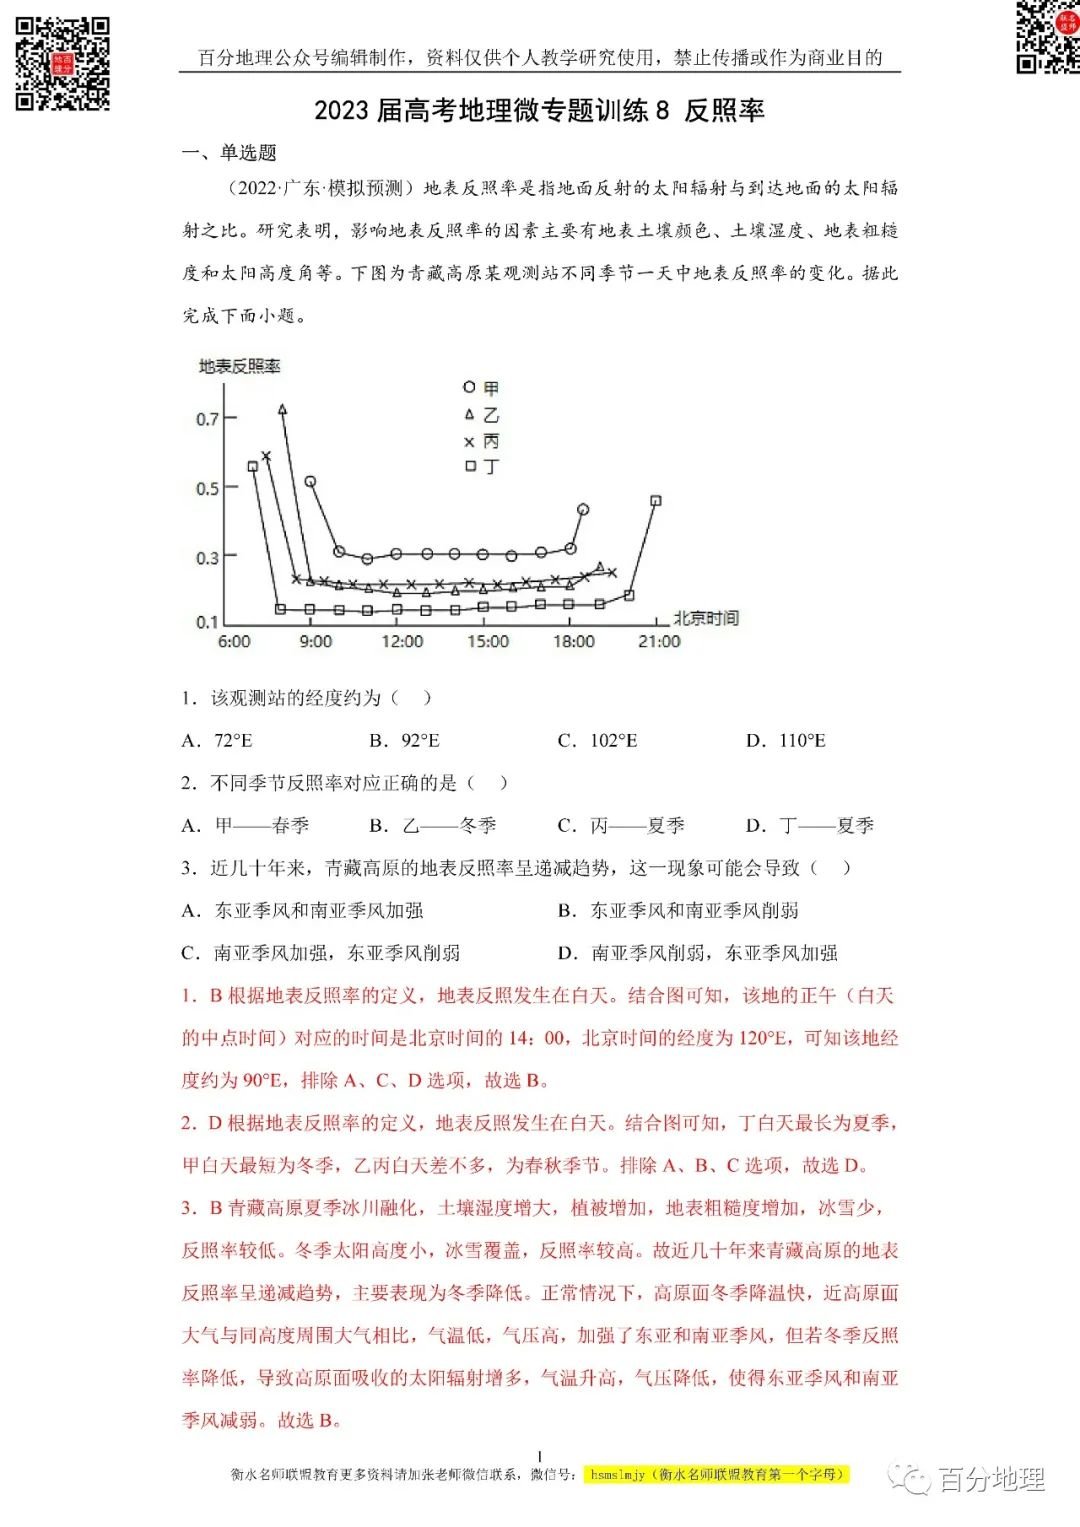 百分地理公众号编辑制作，资料仅供个人教学研究使用，禁止传播或作为商业目的
2023 届高考地理微专题训练 8 反照率
一、单选题
（2022·广东·模拟预测）地表反照率是指地面反射的太阳辐射与到达地面的太阳辐
射之比。研究表明，影响地表反照率的因素主要有地表土壤颜色、土壤湿度、地表粗糙
度和太阳高度角等。下图为青藏高原某观测站不同季节一天中地表反照率的变化。据此
完成下面小题。
地表反照率
甲
乙
丙
丁
0.7
0.5
0.3
0.1
北京时间
6:00 9:00 12:00 15:00 18:00 21:00
1．该观测站的经度约为（ ）
A．72°E B．92°E C．102°E D．110°E
2．不同季节反照率对应正确的是（ ）
A．甲——春季 B．乙——冬季 C．丙——夏季 D．丁——夏季
3．近几十年来，青藏高原的地表反照率呈递减趋势，这一现象可能会导致（ ）
A．东亚季风和南亚季风加强 B．东亚季风和南亚季风削弱
C．南亚季风加强，东亚季风削弱 D．南亚季风削弱，东亚季风加强
1．B 根据地表反照率的定义，地表反照发生在白天。结合图可知，该地的正午（白天
的中点时间）对应的时间是北京时间的 14：00，北京时间的经度为 120°E，可知该地经
度约为 90°E，排除 A、C、D 选项，故选 B。
2．D 根据地表反照率的定义，地表反照发生在白天。结合图可知，丁白天最长为夏季，
甲白天最短为冬季，乙丙白天差不多，为春秋季节。排除 A、B、C 选项，故选 D。
3．B 青藏高原夏季冰川融化，土壤湿度增大，植被增加，地表粗糙度增加，冰雪少，
反照率较低。冬季太阳高度小，冰雪覆盖，反照率较高。故近几十年来青藏高原的地表
反照率呈递减趋势，主要表现为冬季降低。正常情况下，高原面冬季降温快，近高原面
大气与同高度周围大气相比，气温低，气压高，加强了东亚和南亚季风，但若冬季反照
率降低，导致高原面吸收的太阳辐射增多，气温升高，气压降低，使得东亚季风和南亚
季风减弱。故选 B。
1
衡水名师联盟教育更多资料请加张老师微信联系，微信号： hsmslmjy（衡水名师联盟教育第一个字母）
百分地理